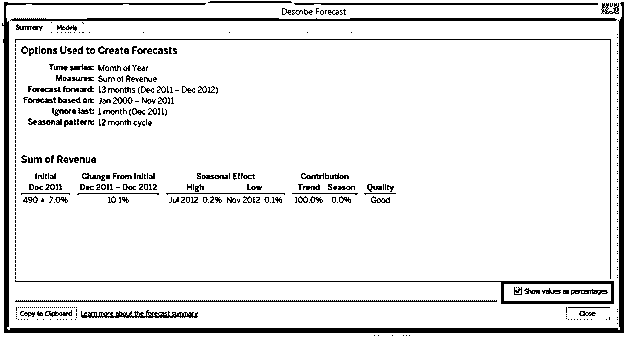 Describe Forecast
Summary Models
Options Used to Create Forecasts
Time series: Month of Year
Measures: Sum of Revenue
Forecast forward: 13 months (Dec 2011 – Dec 2012)
Forecast based on: Jan 2000 – Nov 2011
Ignore last: 1 month (Dec 2011)
Seasonal pattern: 12 month cycle
Sum of Revenue
Initial Change From Initial Seasonal Effect Contribution
Dec 2011 Dec 2011 – Dec 2012 High Low Trend Season Quality
490 ± 7.0% 10.1% Jul 2012 0.2% Nov 2012 0.1% 100.0% 0.0% Good
Show values as percentages
Copy to Clipboard Learn more about the forecast summary Close